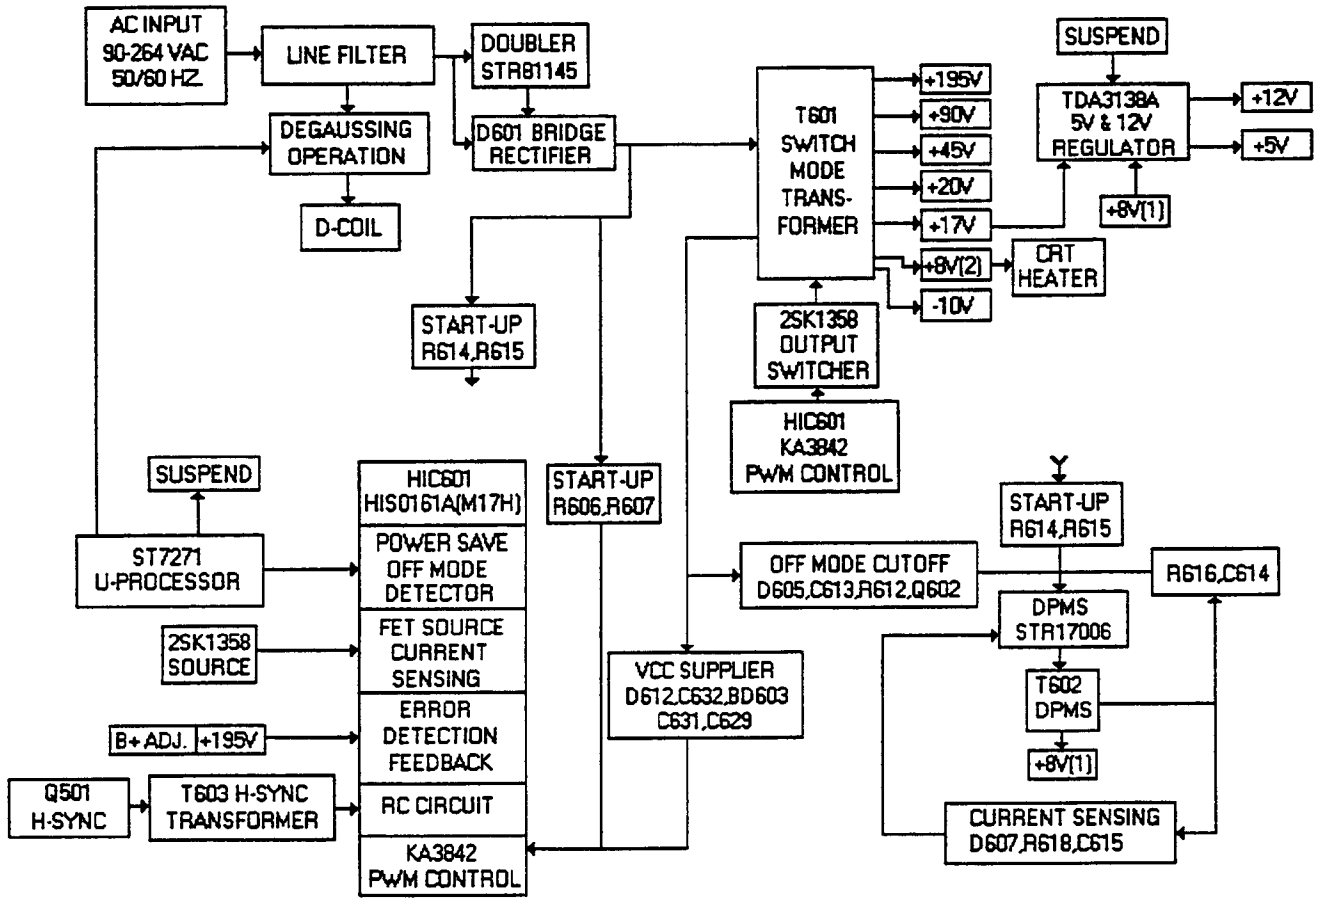 AC INPUT
90-264 VAC
50/60 HZ
LINE FILTER
DOUBLER
STR81145
DEGAUSSING
OPERATION
D601 BRIDGE
RECTIFIER
D-COIL
START-UP
R614,R615
T601
SWITCH
MODE
TRANS-
FORMER
+195V
+90V
+45V
+20V
+17V
+8V(2)
-10V
CRT
HEATER
SUSPEND
TDA3138A
5V & 12V
REGULATOR
+12V
+5V
+8V(1)
2SK1358
OUTPUT
SWITCHER
HIC601
KA3842
PWM CONTROL
SUSPEND
ST7271
U-PROCESSOR
2SK1358
SOURCE
B+ ADJ.
+195V
Q501
H-SYNC
T603 H-SYNC
TRANSFORMER
HIC601
HIS0161A(M17H)
POWER SAVE
OFF MODE
DETECTOR
FET SOURCE
CURRENT
SENSING
ERROR
DETECTION
FEEDBACK
RC CIRCUIT
KA3842
PWM CONTROL
START-UP
R606,R607
VCC SUPPLIER
D612,C632,BD603
C631,C629
OFF MODE CUTOFF
D605,C613,R612,Q602
START-UP
R614,R615
R616,C614
DPMS
STR17006
T602
DPMS
+8V(1)
CURRENT SENSING
D607,R618,C615